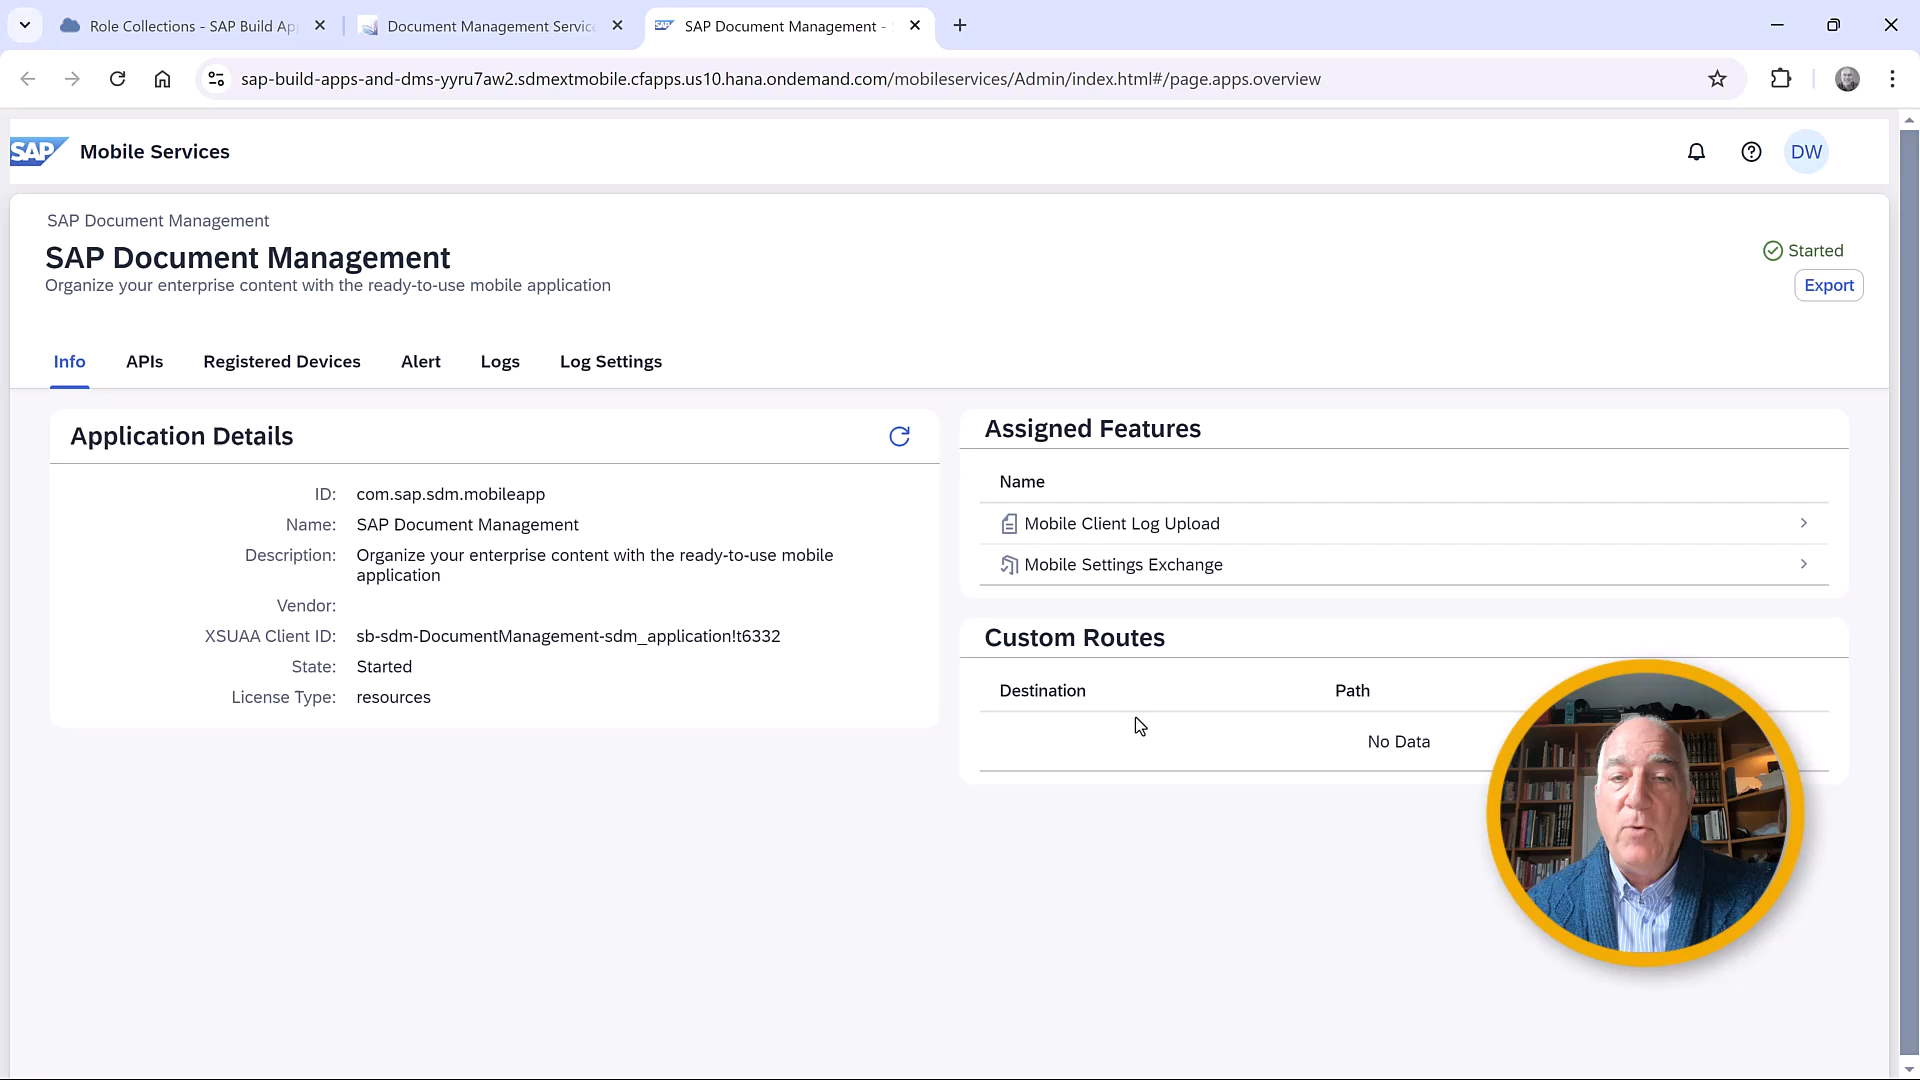 Role Collections - SAP Build Ap
Document Management Service
SAP Document Management -
sap-build-apps-and-dms-yyru7aw2.sdmextmobile.cfapps.us10.hana.ondemand.com/mobileservices/Admin/index.html#/page.apps.overview
SAP Mobile Services
DW
SAP Document Management
SAP Document Management
Organize your enterprise content with the ready-to-use mobile application
Started
Export
Info APIs Registered Devices Alert Logs Log Settings
Application Details
ID: com.sap.sdm.mobileapp
Name: SAP Document Management
Description: Organize your enterprise content with the ready-to-use mobile
application
Vendor:
XSUAA Client ID: sb-sdm-DocumentManagement-sdm_application!t6332
State: Started
License Type: resources
Assigned Features
Name
Mobile Client Log Upload
Mobile Settings Exchange
Custom Routes
Destination Path
No Data